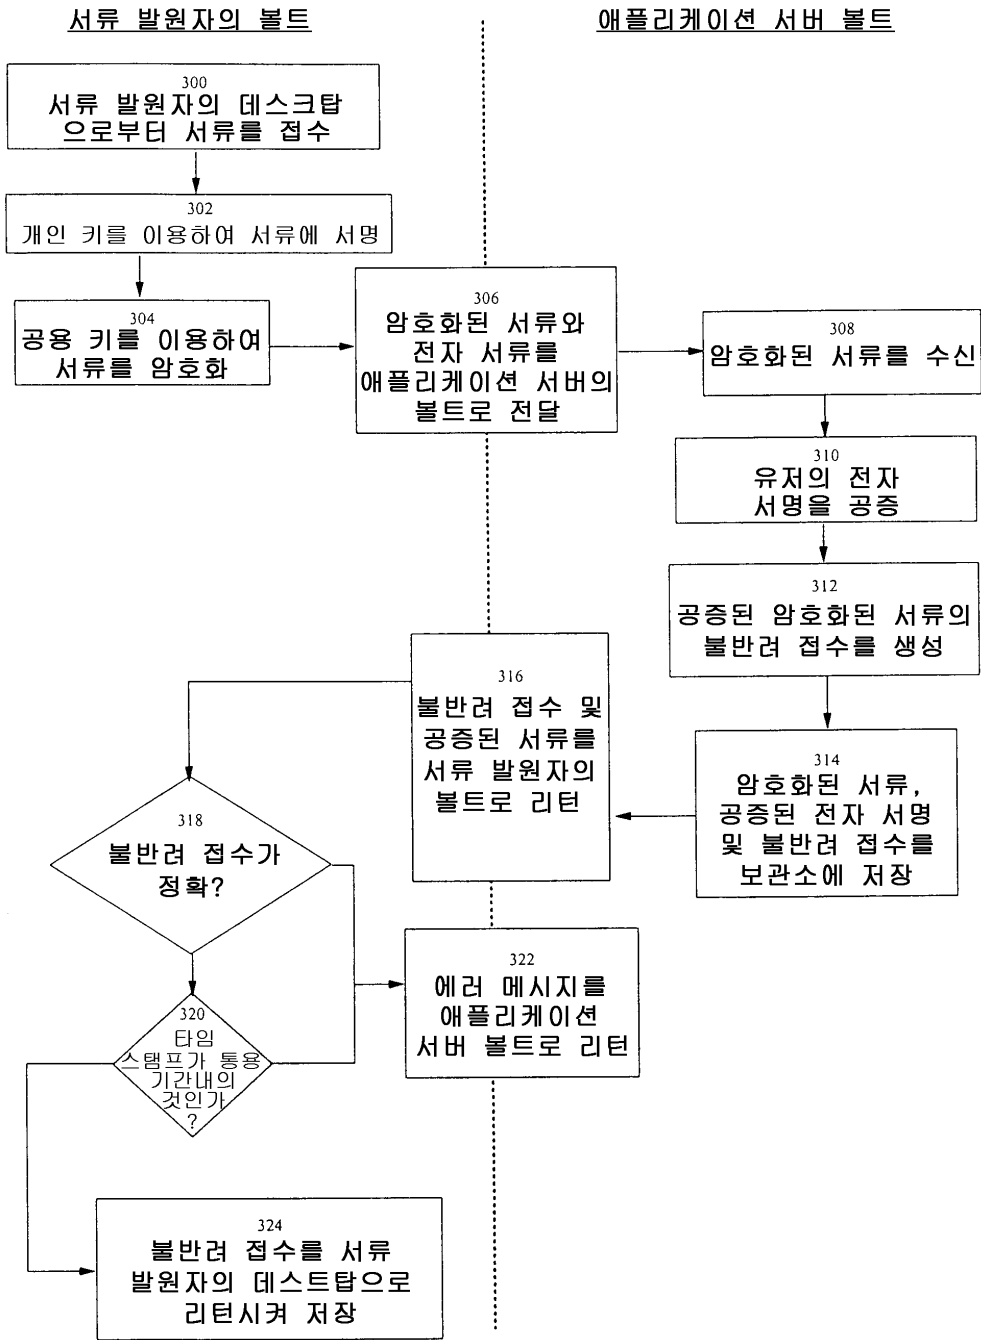 서류 발원자의 볼트
애플리케이션 서버 볼트
300
서류 발원자의 데스크탑
으로부터 서류를 접수
302
개인 키를 이용하여 서류에 서명
304
공용 키를 이용하여
서류를 암호화
306
암호화된 서류와
전자 서류를
애플리케이션 서버의
볼트로 전달
308
암호화된 서류를 수신
310
유저의 전자
서명을 공증
312
공증된 암호화된 서류의
불반려 접수를 생성
314
암호화된 서류,
공증된 전자 서명
및 불반려 접수를
보관소에 저장
316
불반려 접수 및
공증된 서류를
서류 발원자의
볼트로 리턴
318
불반려 접수가
정확?
320
타임
스탬프가 통용
기간내의
것인가
?
322
에러 메시지를
애플리케이션
서버 볼트로 리턴
324
불반려 접수를 서류
발원자의 데스트탑으로
리턴시켜 저장